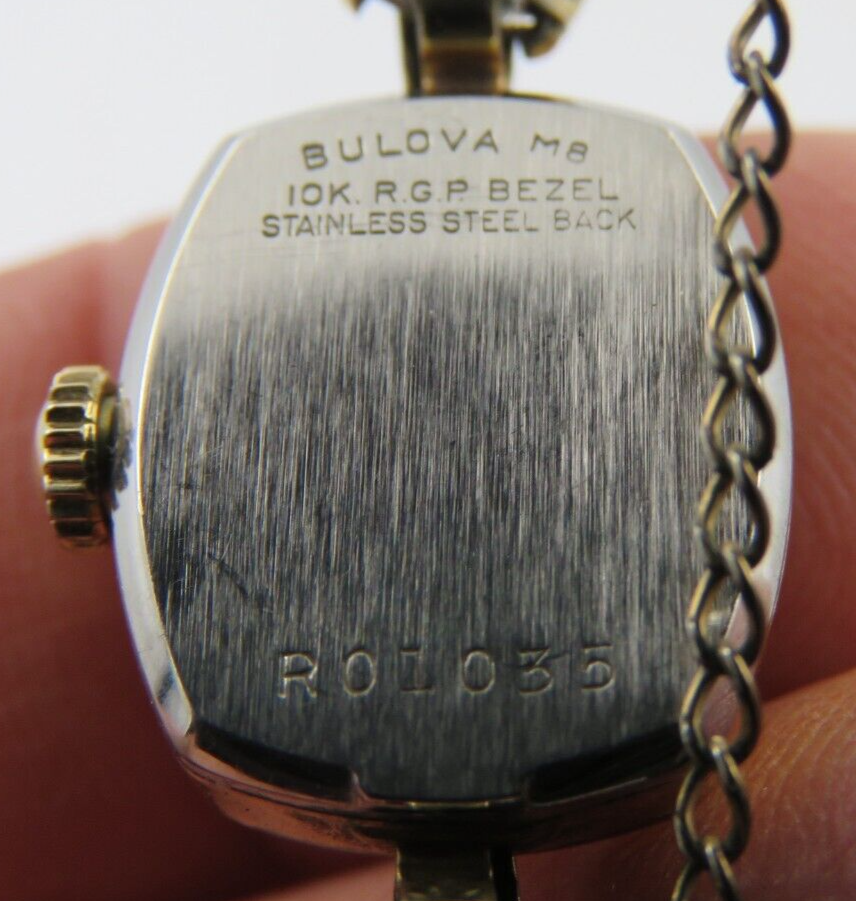 BULOVA M8
10K. R.G.P. BEZEL
STAINLESS STEEL BACK
R01035